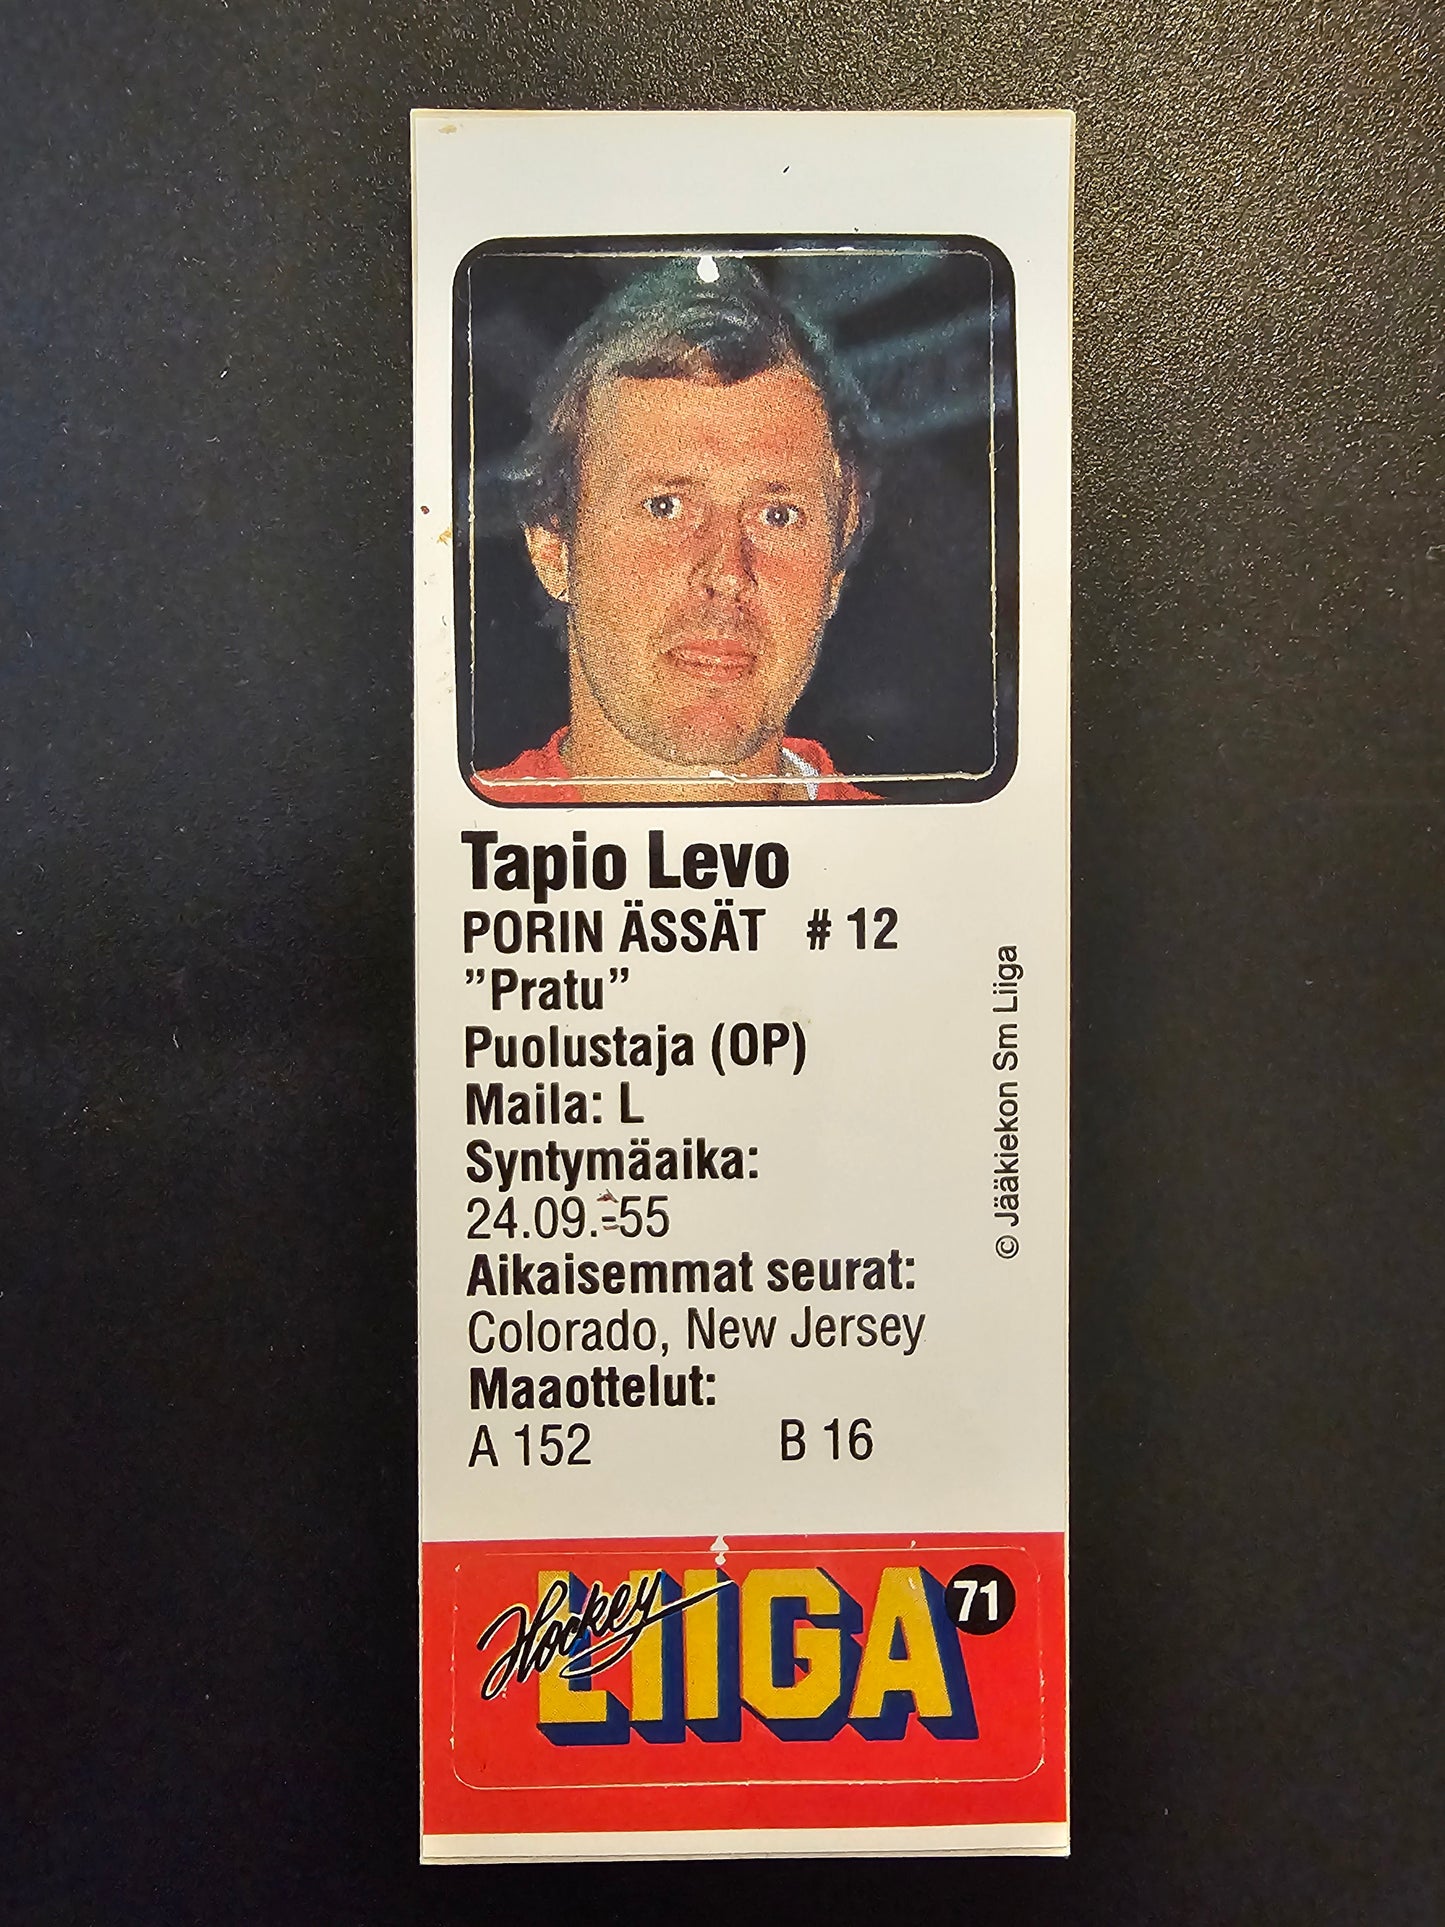 Tapio Levo
PORIN ÄSSÄT # 12
”Pratu”
Puolustaja (OP)
Maila: L
Syntymäaika:
24.09.-55
Aikaisemmat seurat:
Colorado, New Jersey
Maaottelut:
A 152 B 16
© Jääkiekon Sm Liiga
Hockey LIIGA 71